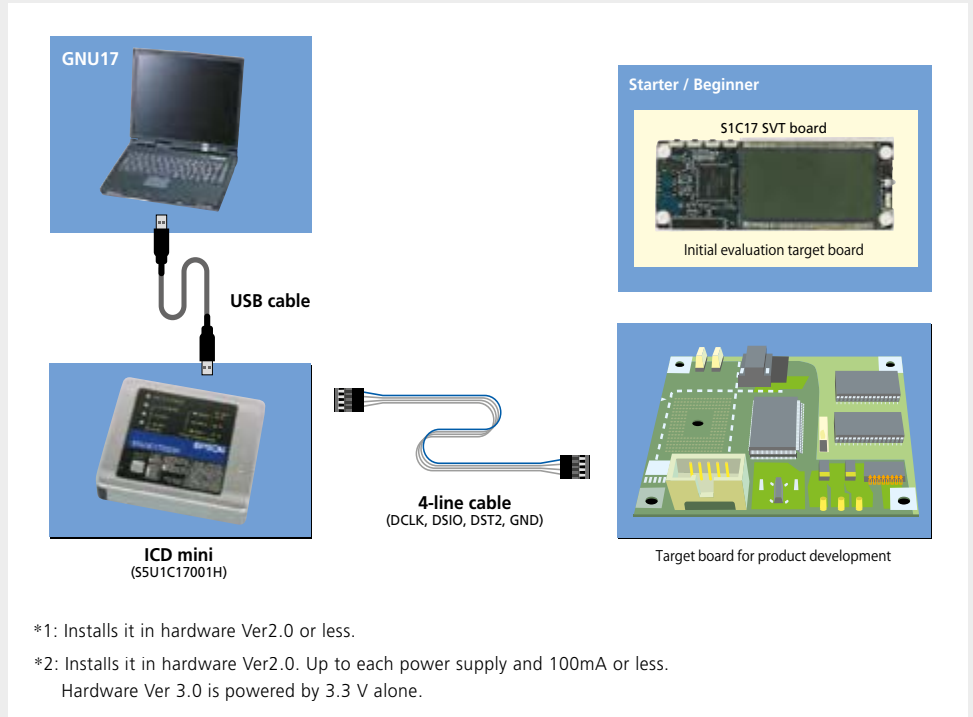 GNU17
Starter / Beginner
S1C17 SVT board
Initial evaluation target board
USB cable
EPSON
4-line cable
(DCLK, DSIO, DST2, GND)
ICD mini
(S5U1C17001H)
Target board for product development
*1: Installs it in hardware Ver2.0 or less.
*2: Installs it in hardware Ver2.0. Up to each power supply and 100mA or less.
Hardware Ver 3.0 is powered by 3.3 V alone.